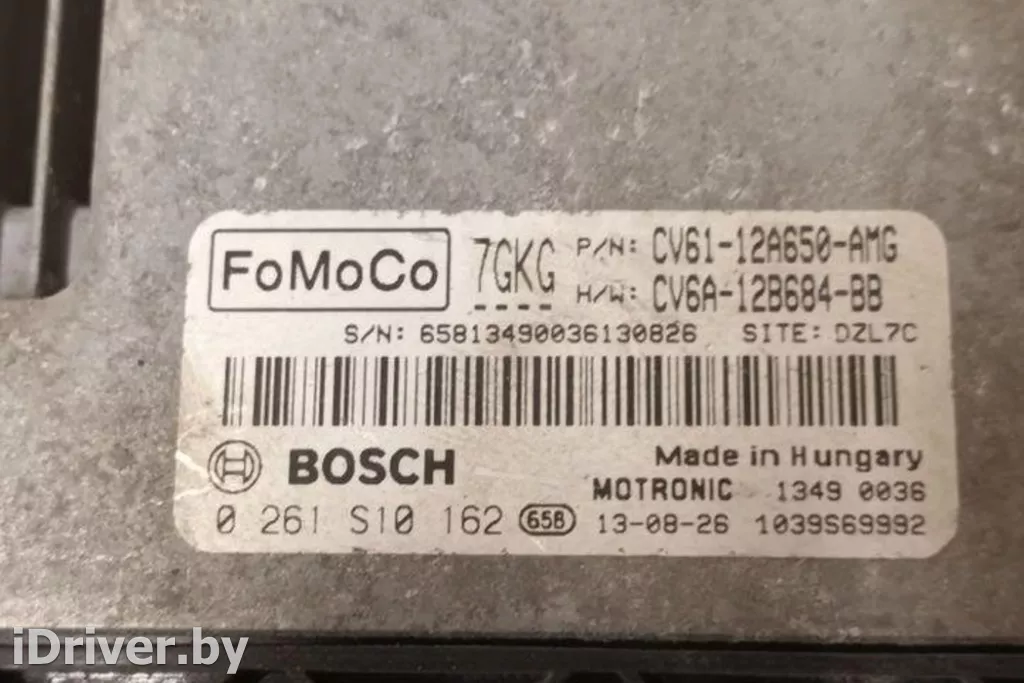 FoMoCo 7GKG P/N: CV61-12A650-AMG
H/W: CV6A-12B684-BB
S/N: 65813490036130826 SITE: DZL7C
BOSCH Made in Hungary
MOTRONIC 1349 0036
0 261 S10 162 658 13-08-26 1039S69992
iDriver.by